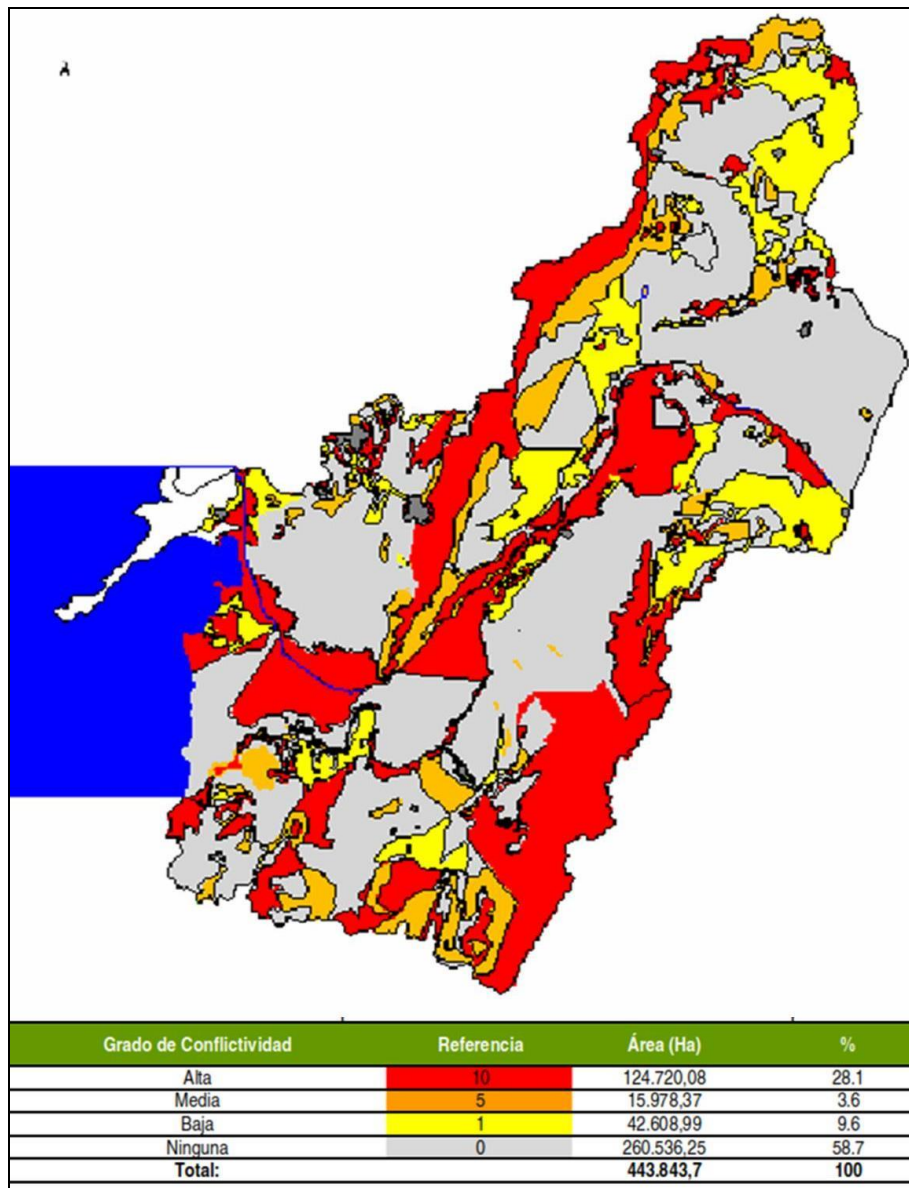 Grado de Conflictividad Referencia Área (Ha) %
Alta 10 124.720,08 28.1
Media 5 15.978,37 3.6
Baja 1 42.608,99 9.6
Ninguna 0 260.536,25 58.7
Total: 443.843,7 100